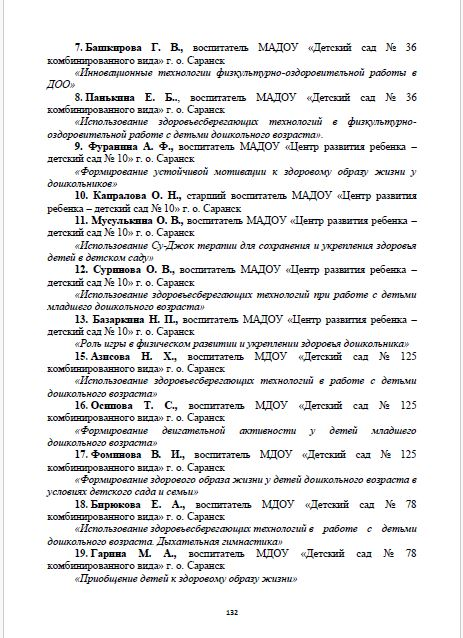 7. Башкирова Г. В., воспитатель МАДОУ «Детский сад № 36
комбинированного вида» г. о. Саранск
«Инновационные технологии физкультурно-оздоровительной работы в
ДОО»
8. Панькина Е. Б., воспитатель МАДОУ «Детский сад № 36
комбинированного вида» г. о. Саранск
«Использование здоровьесберегающих технологий в физкультурно-
оздоровительной работе с детьми дошкольного возраста».
9. Фуранина А. Ф., воспитатель МАДОУ «Центр развития ребенка –
детский сад № 10» г. о. Саранск
«Формирование устойчивой мотивации к здоровому образу жизни у
дошкольников»
10. Капралова О. Н., старший воспитатель МАДОУ «Центр развития
ребенка – детский сад № 10» г. о. Саранск
11. Мусулькина О. В., воспитатель МАДОУ «Центр развития ребенка –
детский сад № 10» г. о. Саранск
«Использование Су-Джок терапии для сохранения и укрепления здоровья
детей в детском саду»
12. Суринова О. В., воспитатель МАДОУ «Центр развития ребенка –
детский сад № 10» г. о. Саранск
«Использование здоровьесберегающих технологий при работе с детьми
младшего дошкольного возраста»
13. Базаркина Н. П., воспитатель МАДОУ «Центр развития ребенка –
детский сад № 10» г. о. Саранск
«Роль игры в физическом развитии и укреплении здоровья дошкольника»
15. Азисова Н. Х., воспитатель МДОУ «Детский сад № 125
комбинированного вида» г. о. Саранск
«Использование здоровьесберегающих технологий в работе с детьми
дошкольного возраста»
16. Осипова Т. С., воспитатель МДОУ «Детский сад № 125
комбинированного вида» г. о. Саранск
«Формирование двигательной активности у детей младшего
дошкольного возраста»
17. Фоминова В. И., воспитатель МДОУ «Детский сад № 125
комбинированного вида» г. о. Саранск
«Формирование здорового образа жизни у детей дошкольного возраста в
условиях детского сада и семьи»
18. Бирюкова Е. А., воспитатель МДОУ «Детский сад № 78
комбинированного вида» г. о. Саранск
«Использование здоровьесберегающих технологий в работе с детьми
дошкольного возраста. Дыхательная гимнастика»
19. Гарина М. А., воспитатель МДОУ «Детский сад № 78
комбинированного вида» г. о. Саранск
«Приобщение детей к здоровому образу жизни»
132